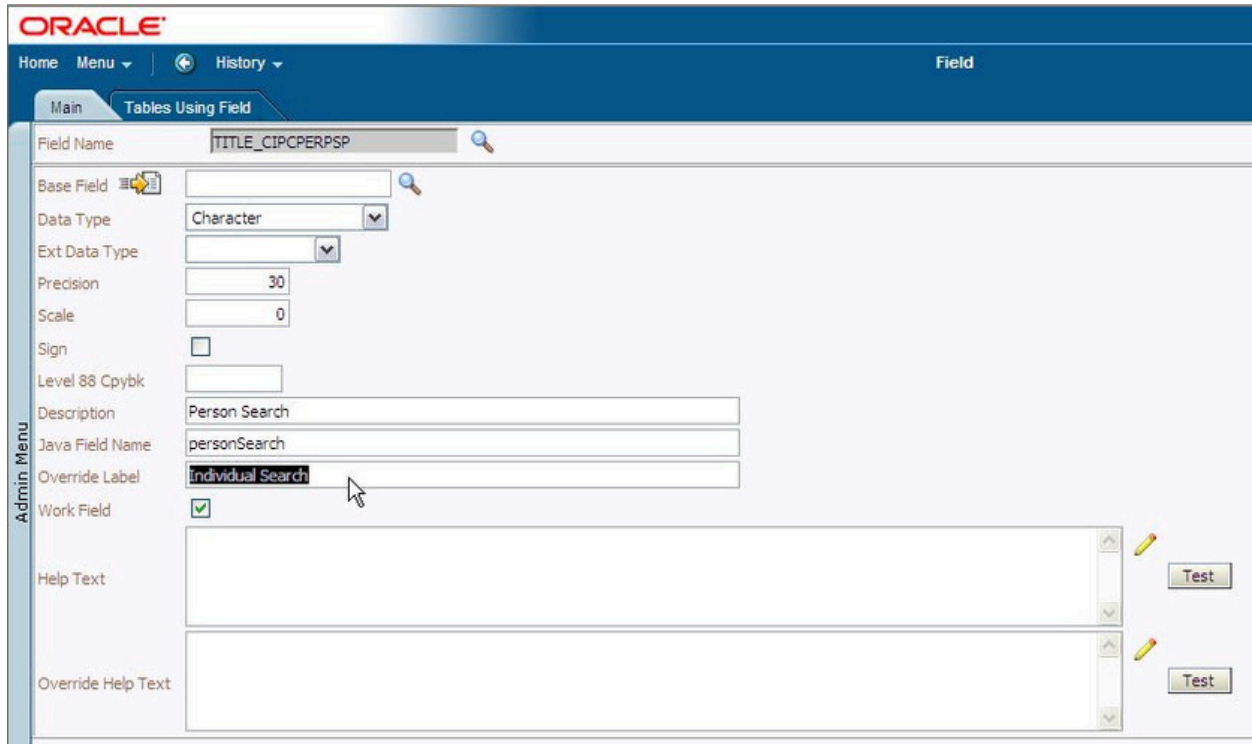 ORACLE
Home Menu History Field
Main Tables Using Field
Field Name TITLE_CIPCPERPSP
Base Field
Data Type Character
Ext Data Type
Precision 30
Scale 0
Sign
Level 88 Cpybk
Description Person Search
Java Field Name personSearch
Override Label Individual Search
Work Field
Help Text Test
Override Help Text Test
Admin Menu